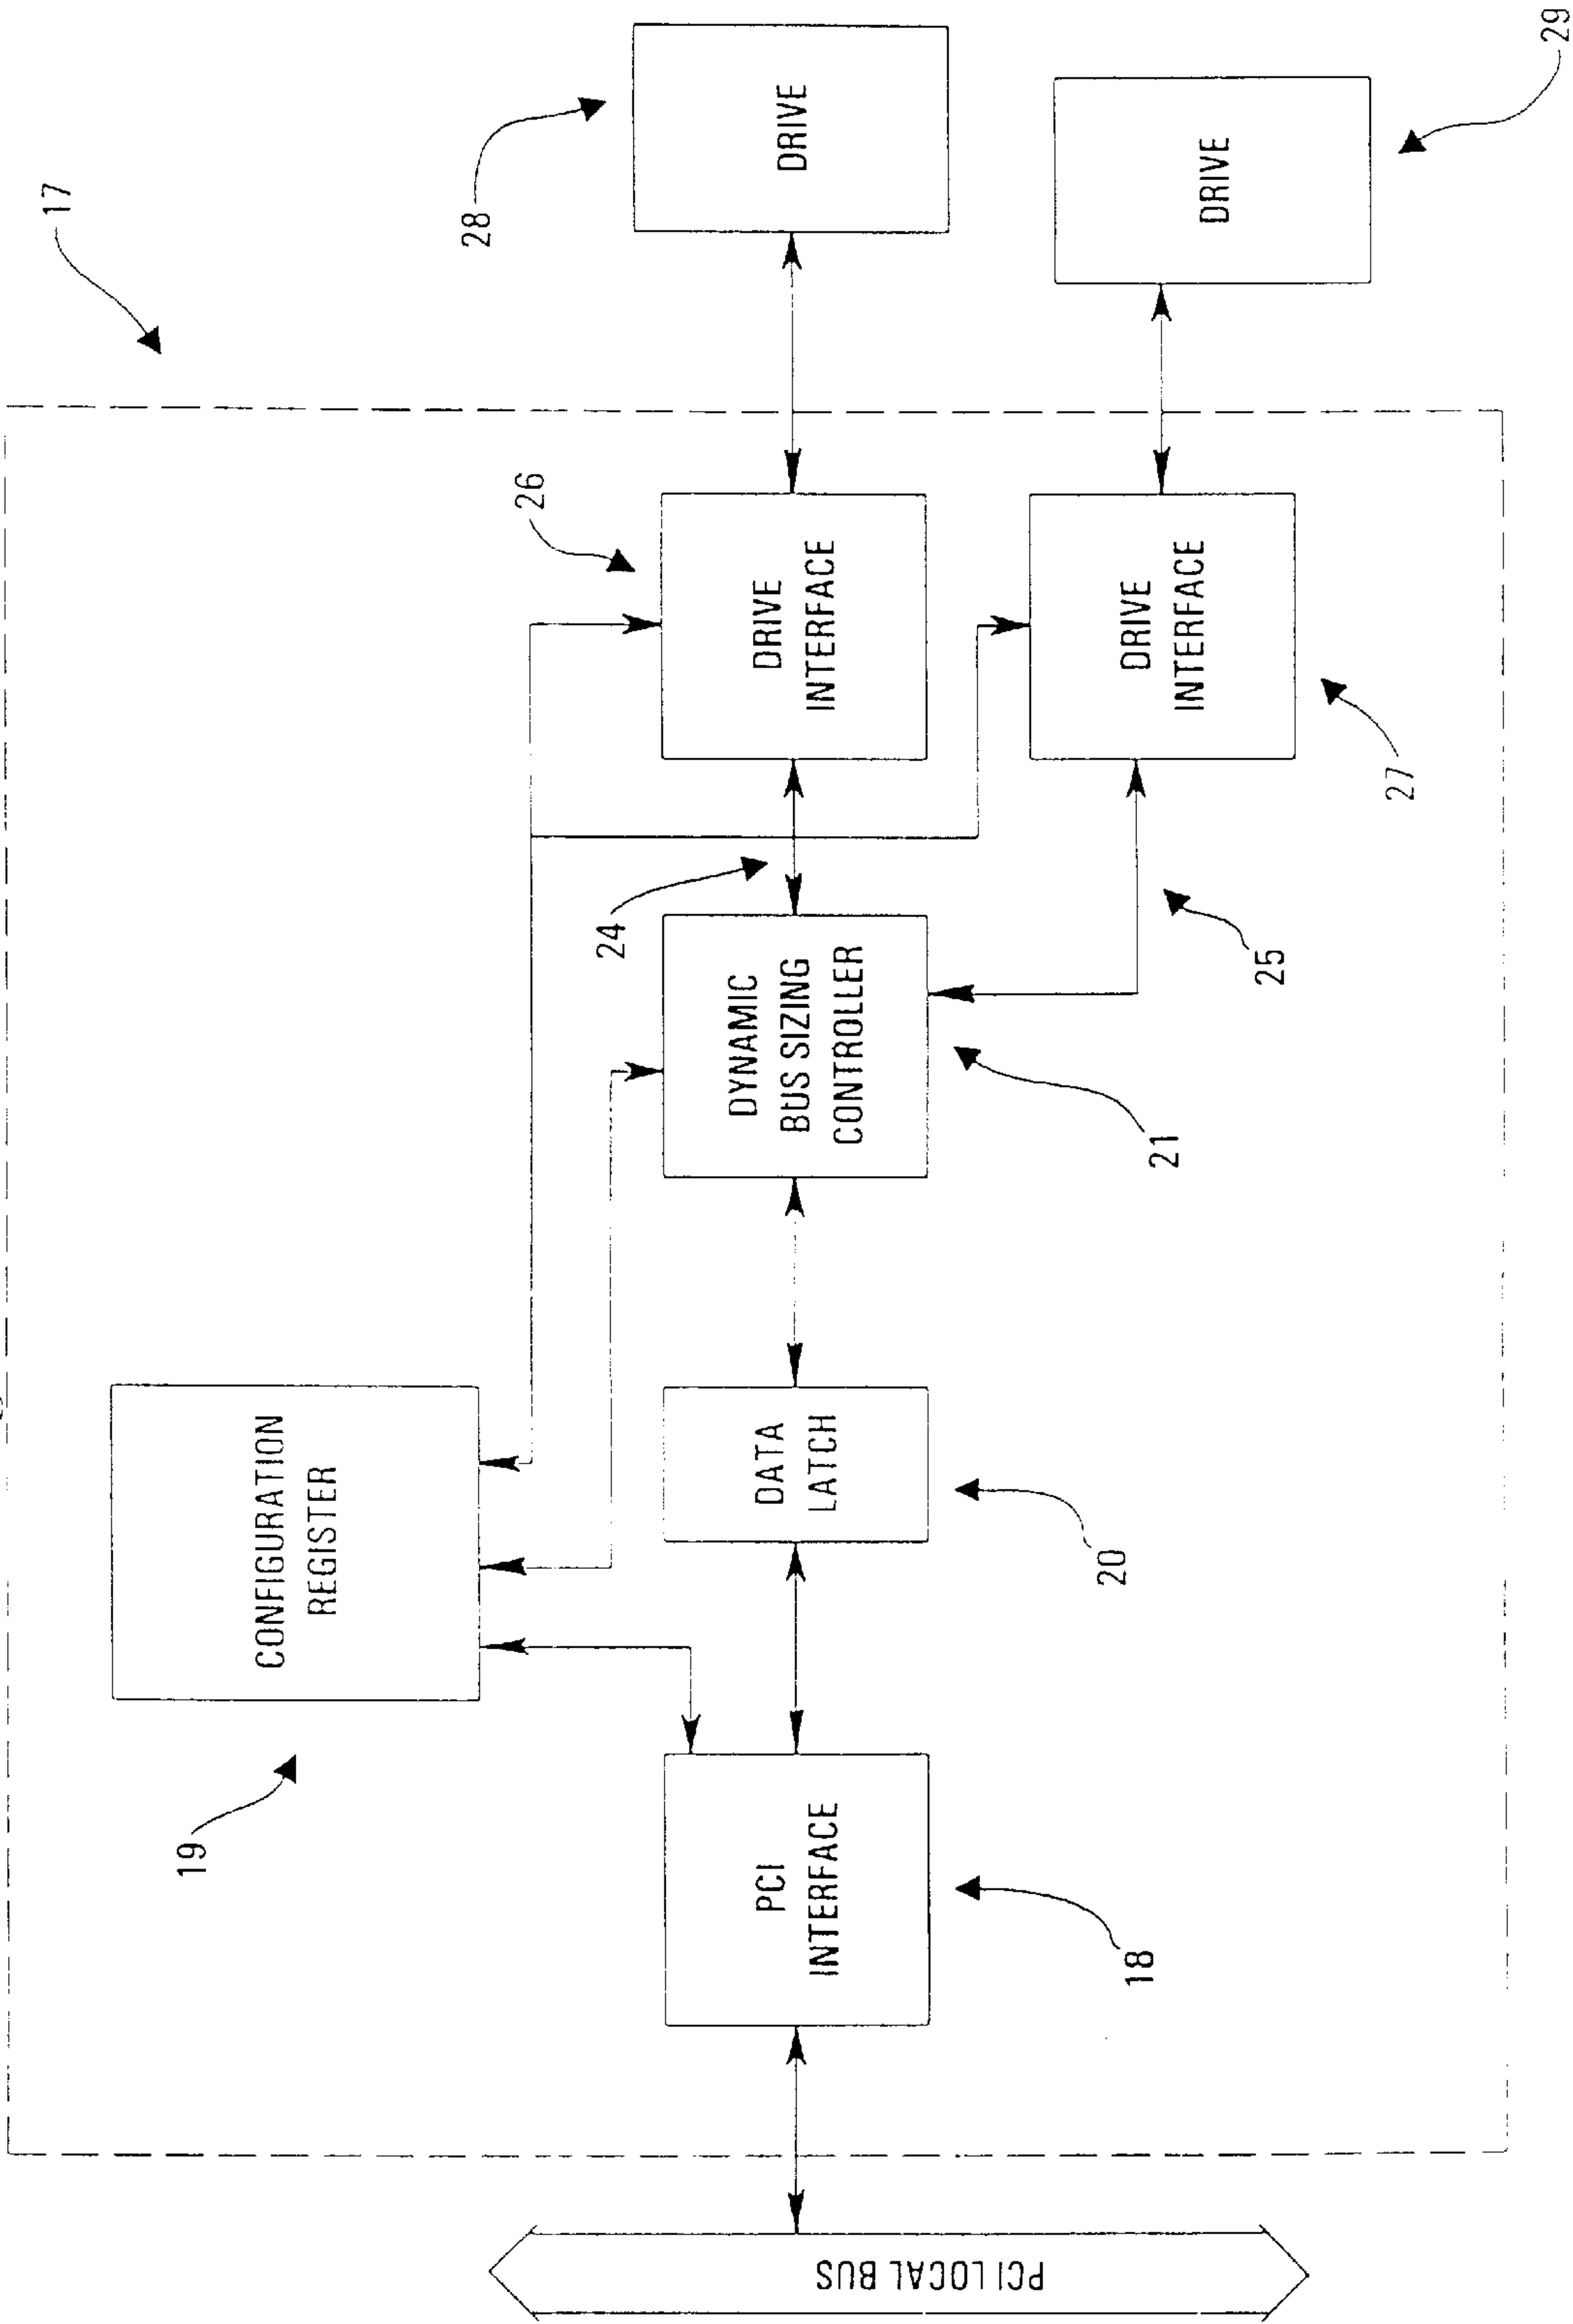 17
28
DRIVE
DRIVE
29
26
DRIVE
INTERFACE
DRIVE
INTERFACE
27
24
25
DYNAMIC
BUS SIZING
CONTROLLER
21
CONFIGURATION
REGISTER
19
DATA
LATCH
20
PCI
INTERFACE
18
PCI LOCAL BUS